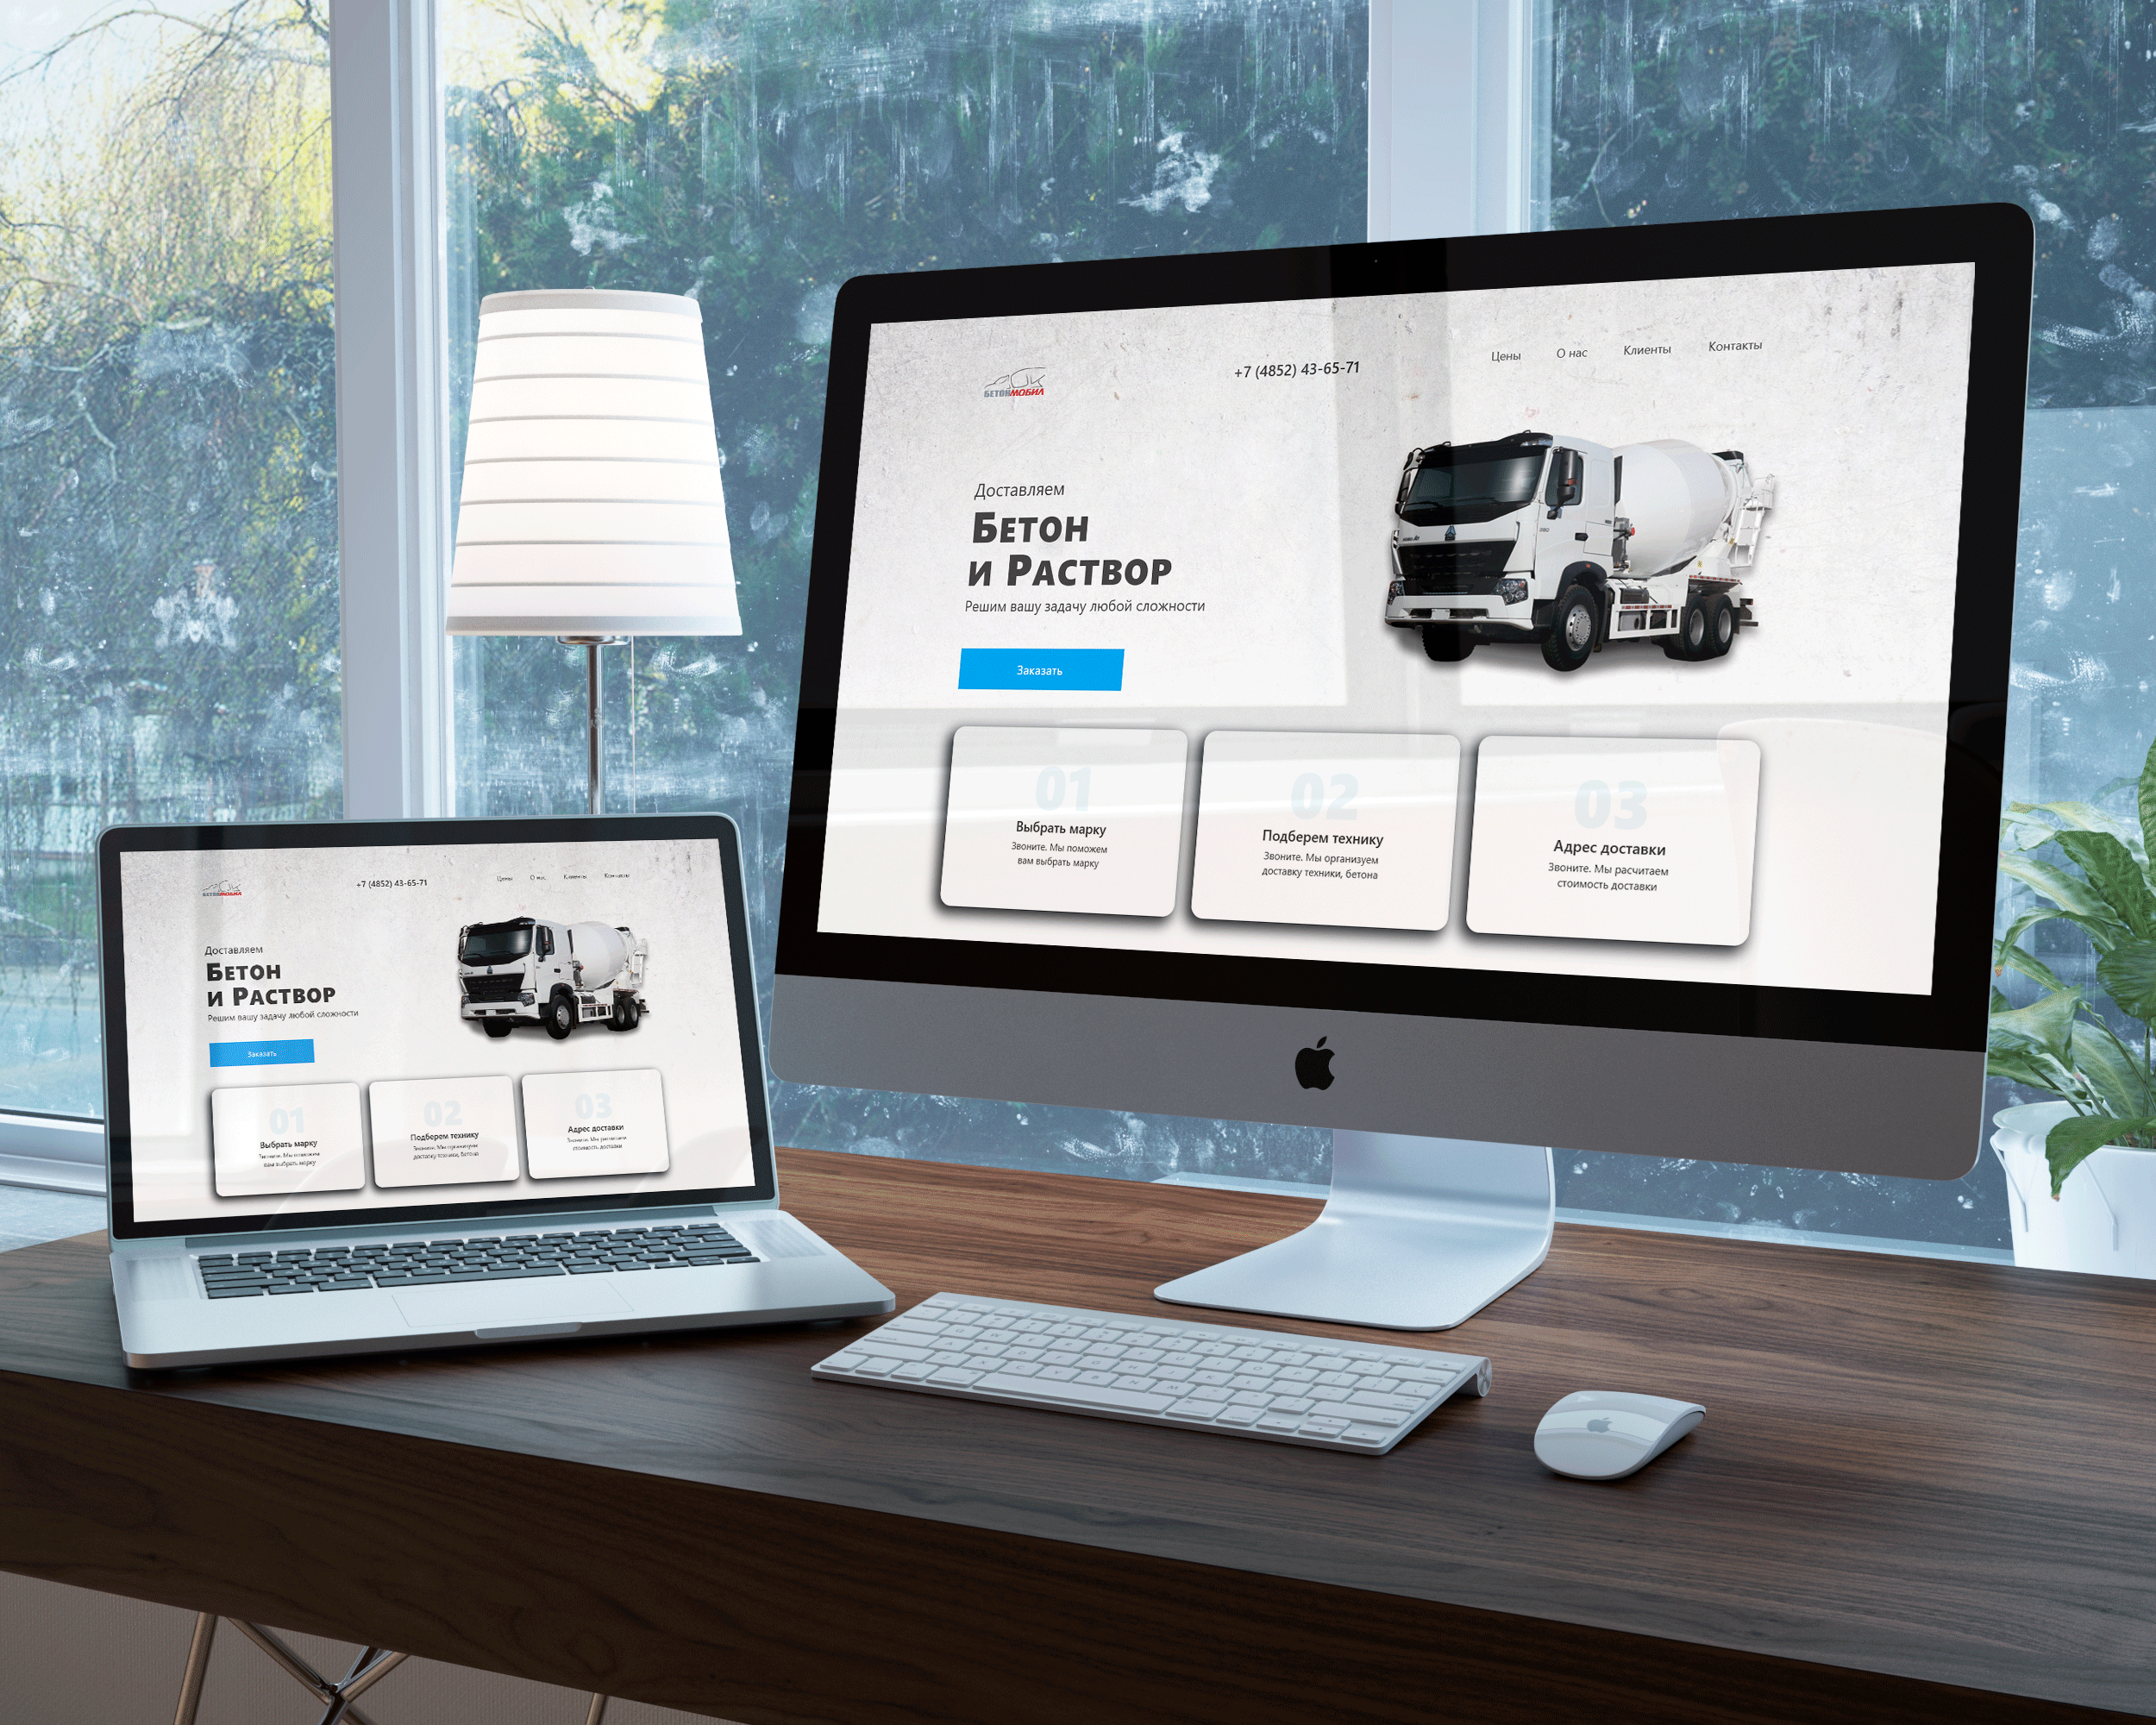 БЕТОНМОБИЛ
+7 (4852) 43-65-71
Цены
О нас
Клиенты
Контакты
Доставляем
БЕТОН
И РАСТВОР
Решим вашу задачу любой сложности
Заказать
01
Выбрать марку
Звоните. Мы поможем
вам выбрать марку
02
Подберем технику
Звоните. Мы организуем
доставку техники, бетона
03
Адрес доставки
Звоните. Мы расчитаем
стоимость доставки
БЕТОНМОБИЛ
+7 (4852) 43-65-71
Цены
О нас
Клиенты
Контакты
Доставляем
БЕТОН
И РАСТВОР
Решим вашу задачу любой сложности
Заказать
01
Выбрать марку
Звоните. Мы поможем
вам выбрать марку
02
Подберем технику
Звоните. Мы организуем
доставку техники, бетона
03
Адрес доставки
Звоните. Мы расчитаем
стоимость доставки